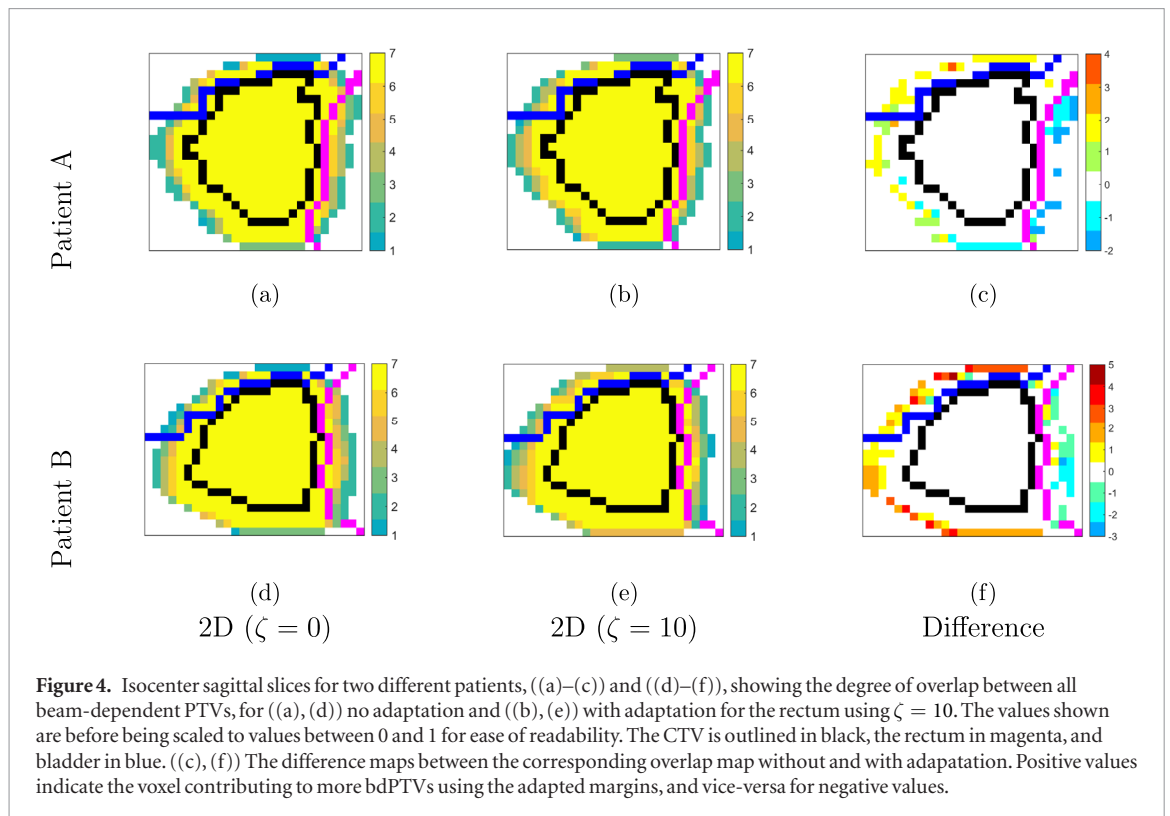 Patient A
7
6
5
4
3
2
1
7
6
5
4
3
2
1
4
3
2
1
0
-1
-2
(a)
(b)
(c)
Patient B
7
6
5
4
3
2
1
7
6
5
4
3
2
1
5
4
3
2
1
0
-1
-2
-3
(d)
(e)
(f)
2D (ζ = 0)
2D (ζ = 10)
Difference
Figure 4. Isocenter sagittal slices for two different patients, ((a)–(c)) and ((d)–(f)), showing the degree of overlap between all
beam-dependent PTVs, for ((a), (d)) no adaptation and ((b), (e)) with adaptation for the rectum using ζ = 10. The values shown
are before being scaled to values between 0 and 1 for ease of readability. The CTV is outlined in black, the rectum in magenta, and
bladder in blue. ((c), (f)) The difference maps between the corresponding overlap map without and with adapatation. Positive values
indicate the voxel contributing to more bdPTVs using the adapted margins, and vice-versa for negative values.